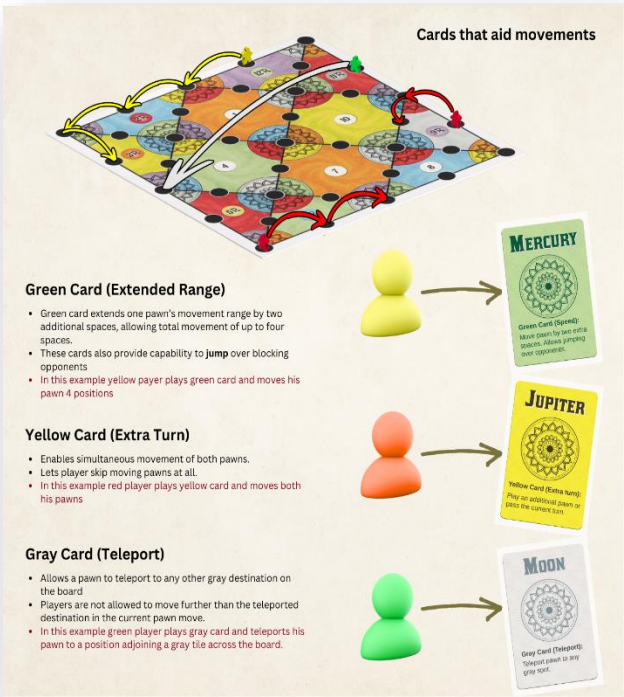 Cards that aid movements
10
4
7
8
MERCURY
Green Card (Speed):
Move pawn by two extra
spaces. Allows jumping
over opponents.
Green Card (Extended Range)
Green card extends one pawn's movement range by two
additional spaces, allowing total movement of up to four
spaces.
These cards also provide capability to jump over blocking
opponents
In this example yellow payer plays green card and moves his
pawn 4 positions
JUPITER
Yellow Card (Extra turn):
Play an additional pawn or
pass the current turn.
Yellow Card (Extra Turn)
Enables simultaneous movement of both pawns.
Lets player skip moving pawns at all.
In this example red player plays yellow card and moves both
his pawns
MOON
Gray Card (Teleport):
Teleport pawn to any
gray spot.
Gray Card (Teleport)
Allows a pawn to teleport to any other gray destination on
the board
Players are not allowed to move further than the teleported
destination in the current pawn move.
In this example green player plays gray card and teleports his
pawn to a position adjoining a gray tile across the board.